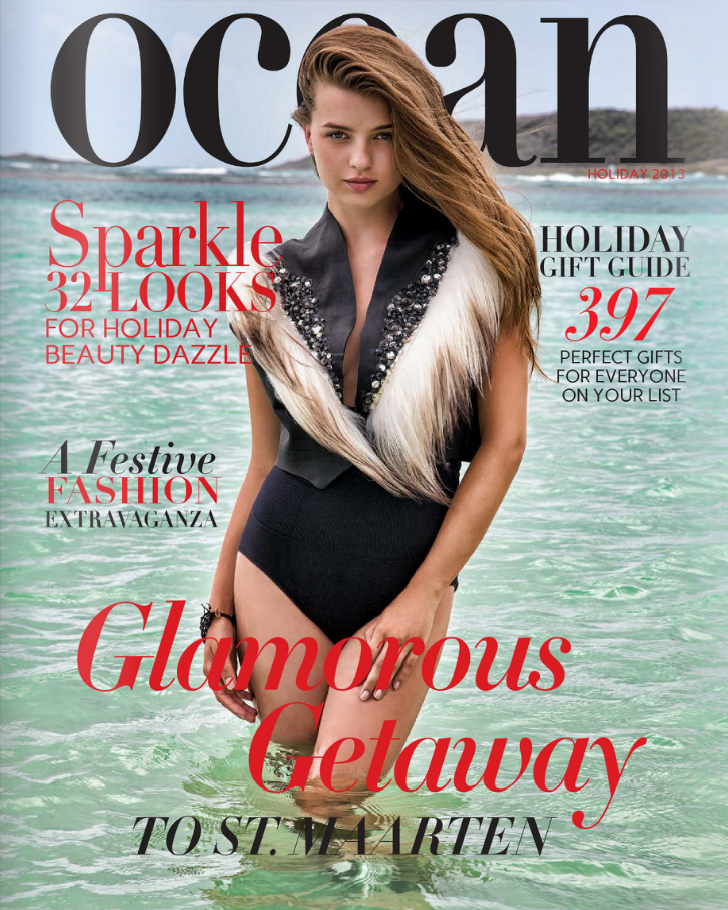 ocean
HOLIDAY 2013
Sparkle
32 LOOKS
FOR HOLIDAY
BEAUTY DAZZLE
HOLIDAY
GIFT GUIDE
397
PERFECT GIFTS
FOR EVERYONE
ON YOUR LIST
A Festive
FASHION
EXTRAVAGANZA
Glamorous
Getaway
TO ST. MAARTEN